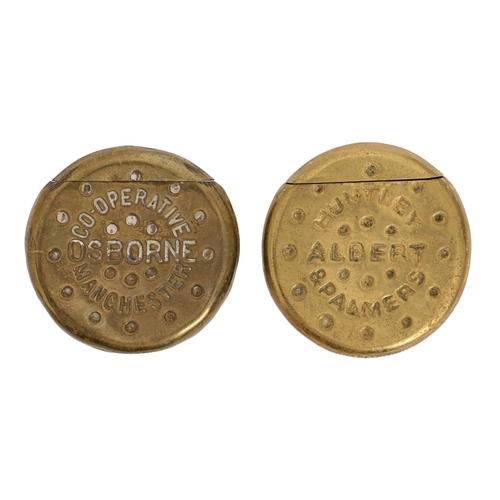 CO-OPERATIVE
OSBORNE
MANCHESTER
HUNTLEY
ALBERT
& PALMERS